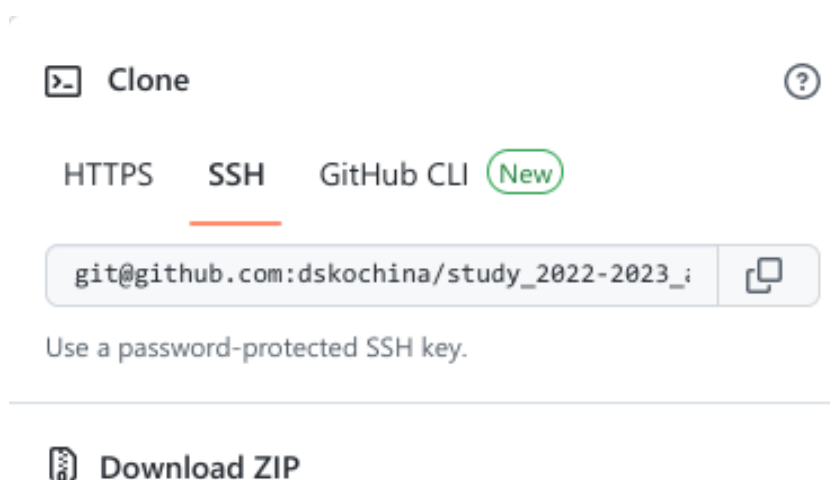 Clone
HTTPS SSH GitHub CLI New
git@github.com:dskochina/study_2022-2023_
Use a password-protected SSH key.
Download ZIP